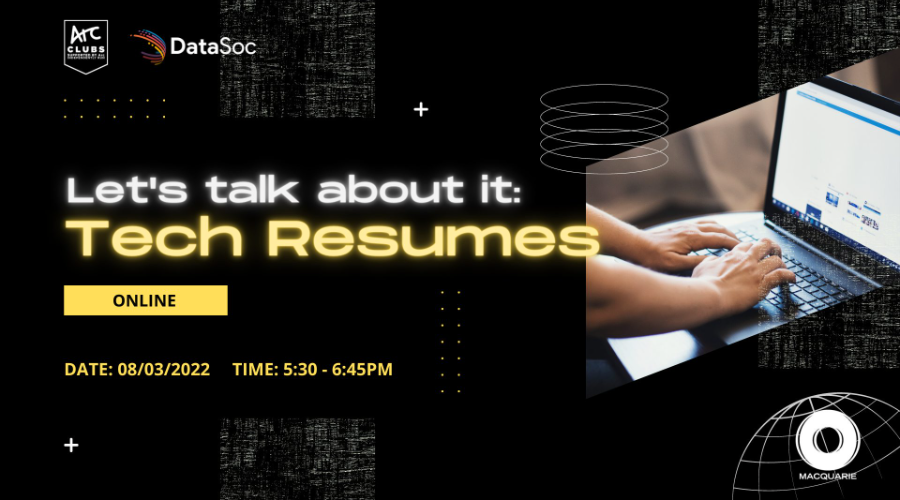 Arc
CLUBS
DataSoc
Let's talk about it:
Tech Resumes
ONLINE
DATE: 08/03/2022 TIME: 5:30 - 6:45PM
MACQUARIE